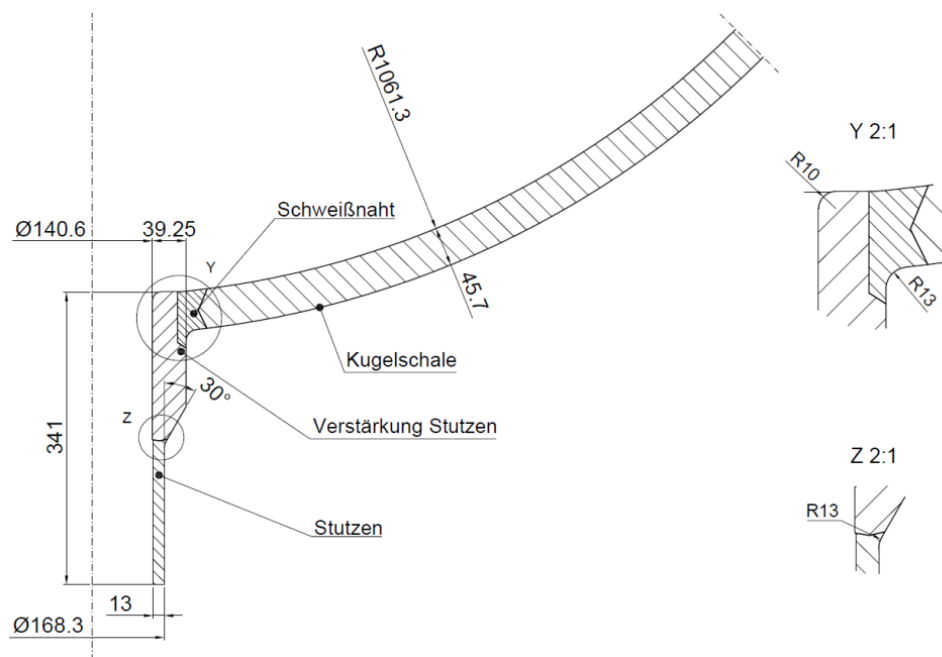 R1061.3
45.7
Y 2:1
R10
R13
Schweißnaht
Ø140.6
39.25
Y
Kugelschale
30°
Verstärkung Stutzen
Z
341
Stutzen
13
Ø168.3
Z 2:1
R13